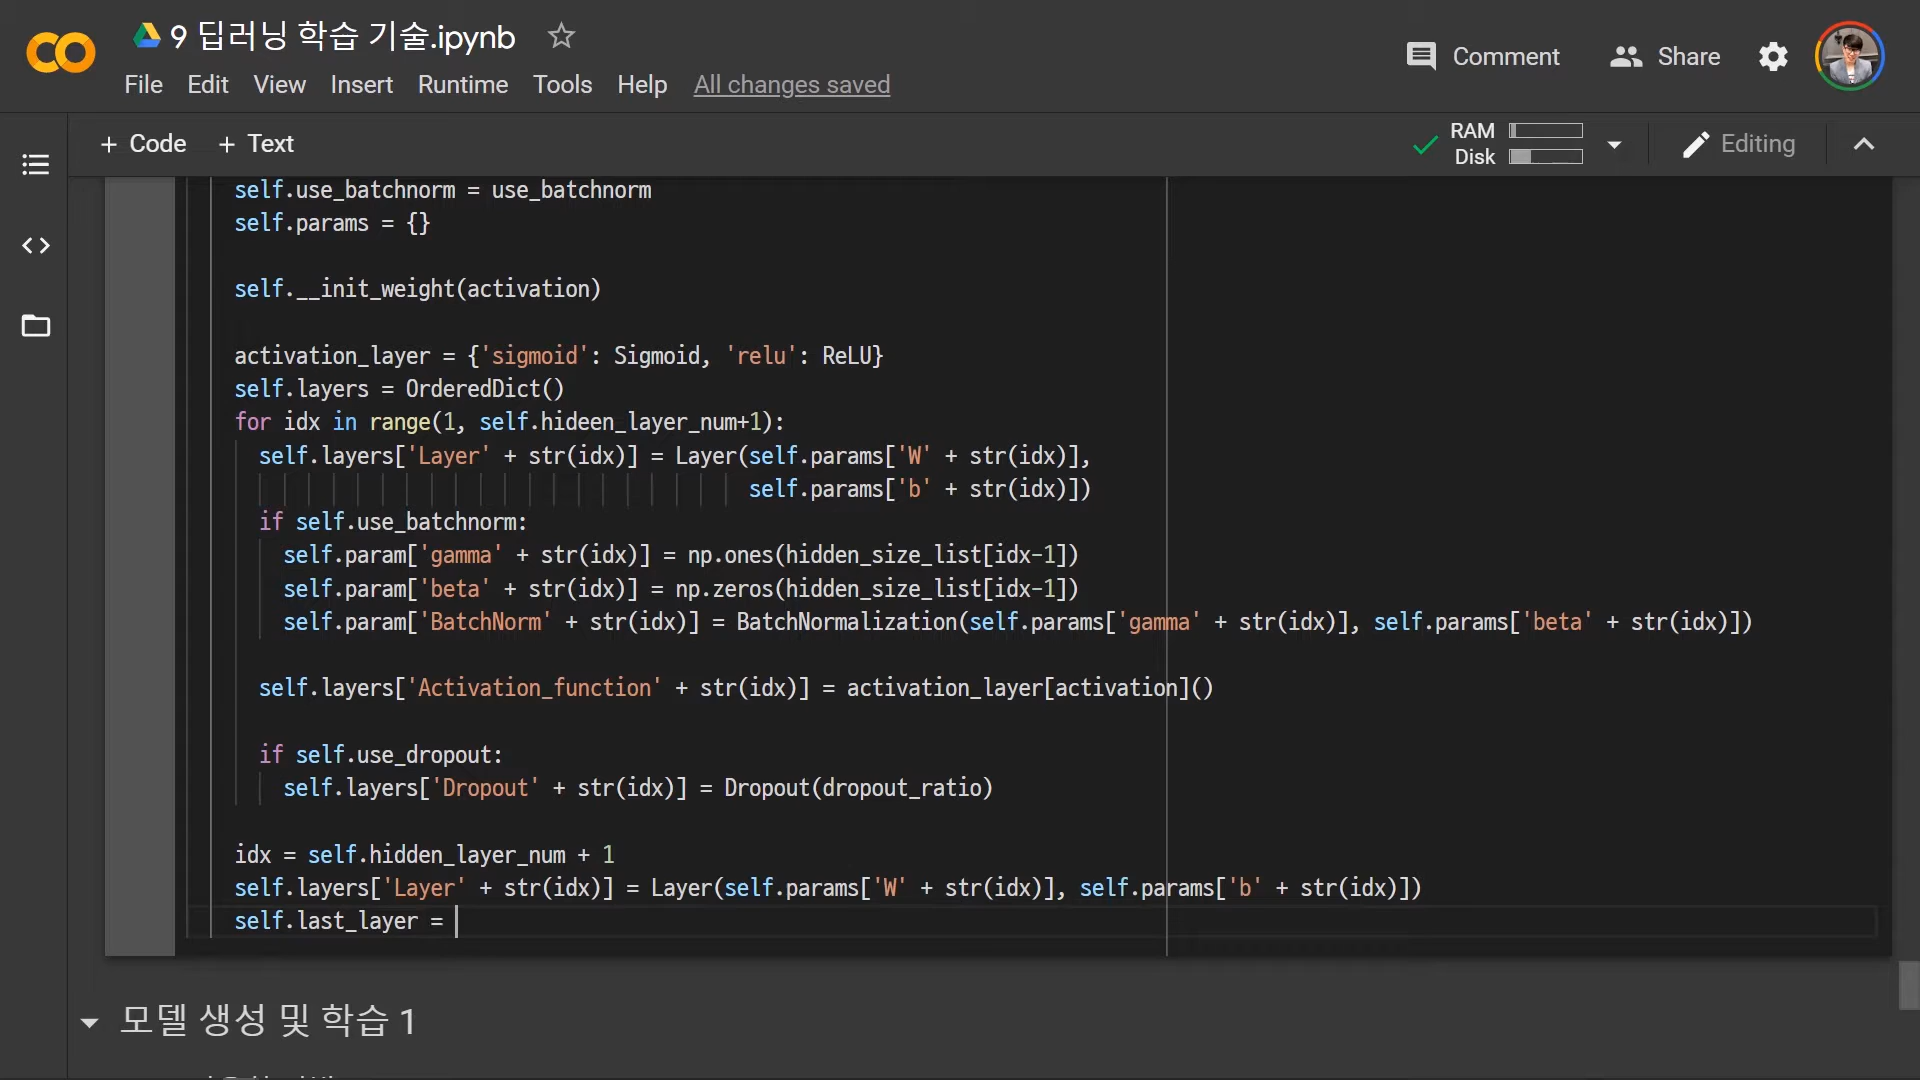 9 딥러닝 학습 기술.ipynb
Comment
Share
File Edit View Insert Runtime Tools Help All changes saved
+ Code + Text
RAM
Disk
Editing
self.use_batchnorm = use_batchnorm
self.params = {}
self.__init_weight(activation)
activation_layer = {'sigmoid': Sigmoid, 'relu': ReLU}
self.layers = OrderedDict()
for idx in range(1, self.hideen_layer_num+1):
self.layers['Layer' + str(idx)] = Layer(self.params['W' + str(idx)],
self.params['b' + str(idx)])
if self.use_batchnorm:
self.param['gamma' + str(idx)] = np.ones(hidden_size_list[idx-1])
self.param['beta' + str(idx)] = np.zeros(hidden_size_list[idx-1])
self.param['BatchNorm' + str(idx)] = BatchNormalization(self.params['gamma' + str(idx)], self.params['beta' + str(idx)])
self.layers['Activation_function' + str(idx)] = activation_layer[activation]()
if self.use_dropout:
self.layers['Dropout' + str(idx)] = Dropout(dropout_ratio)
idx = self.hidden_layer_num + 1
self.layers['Layer' + str(idx)] = Layer(self.params['W' + str(idx)], self.params['b' + str(idx)])
self.last_layer =
모델 생성 및 학습 1